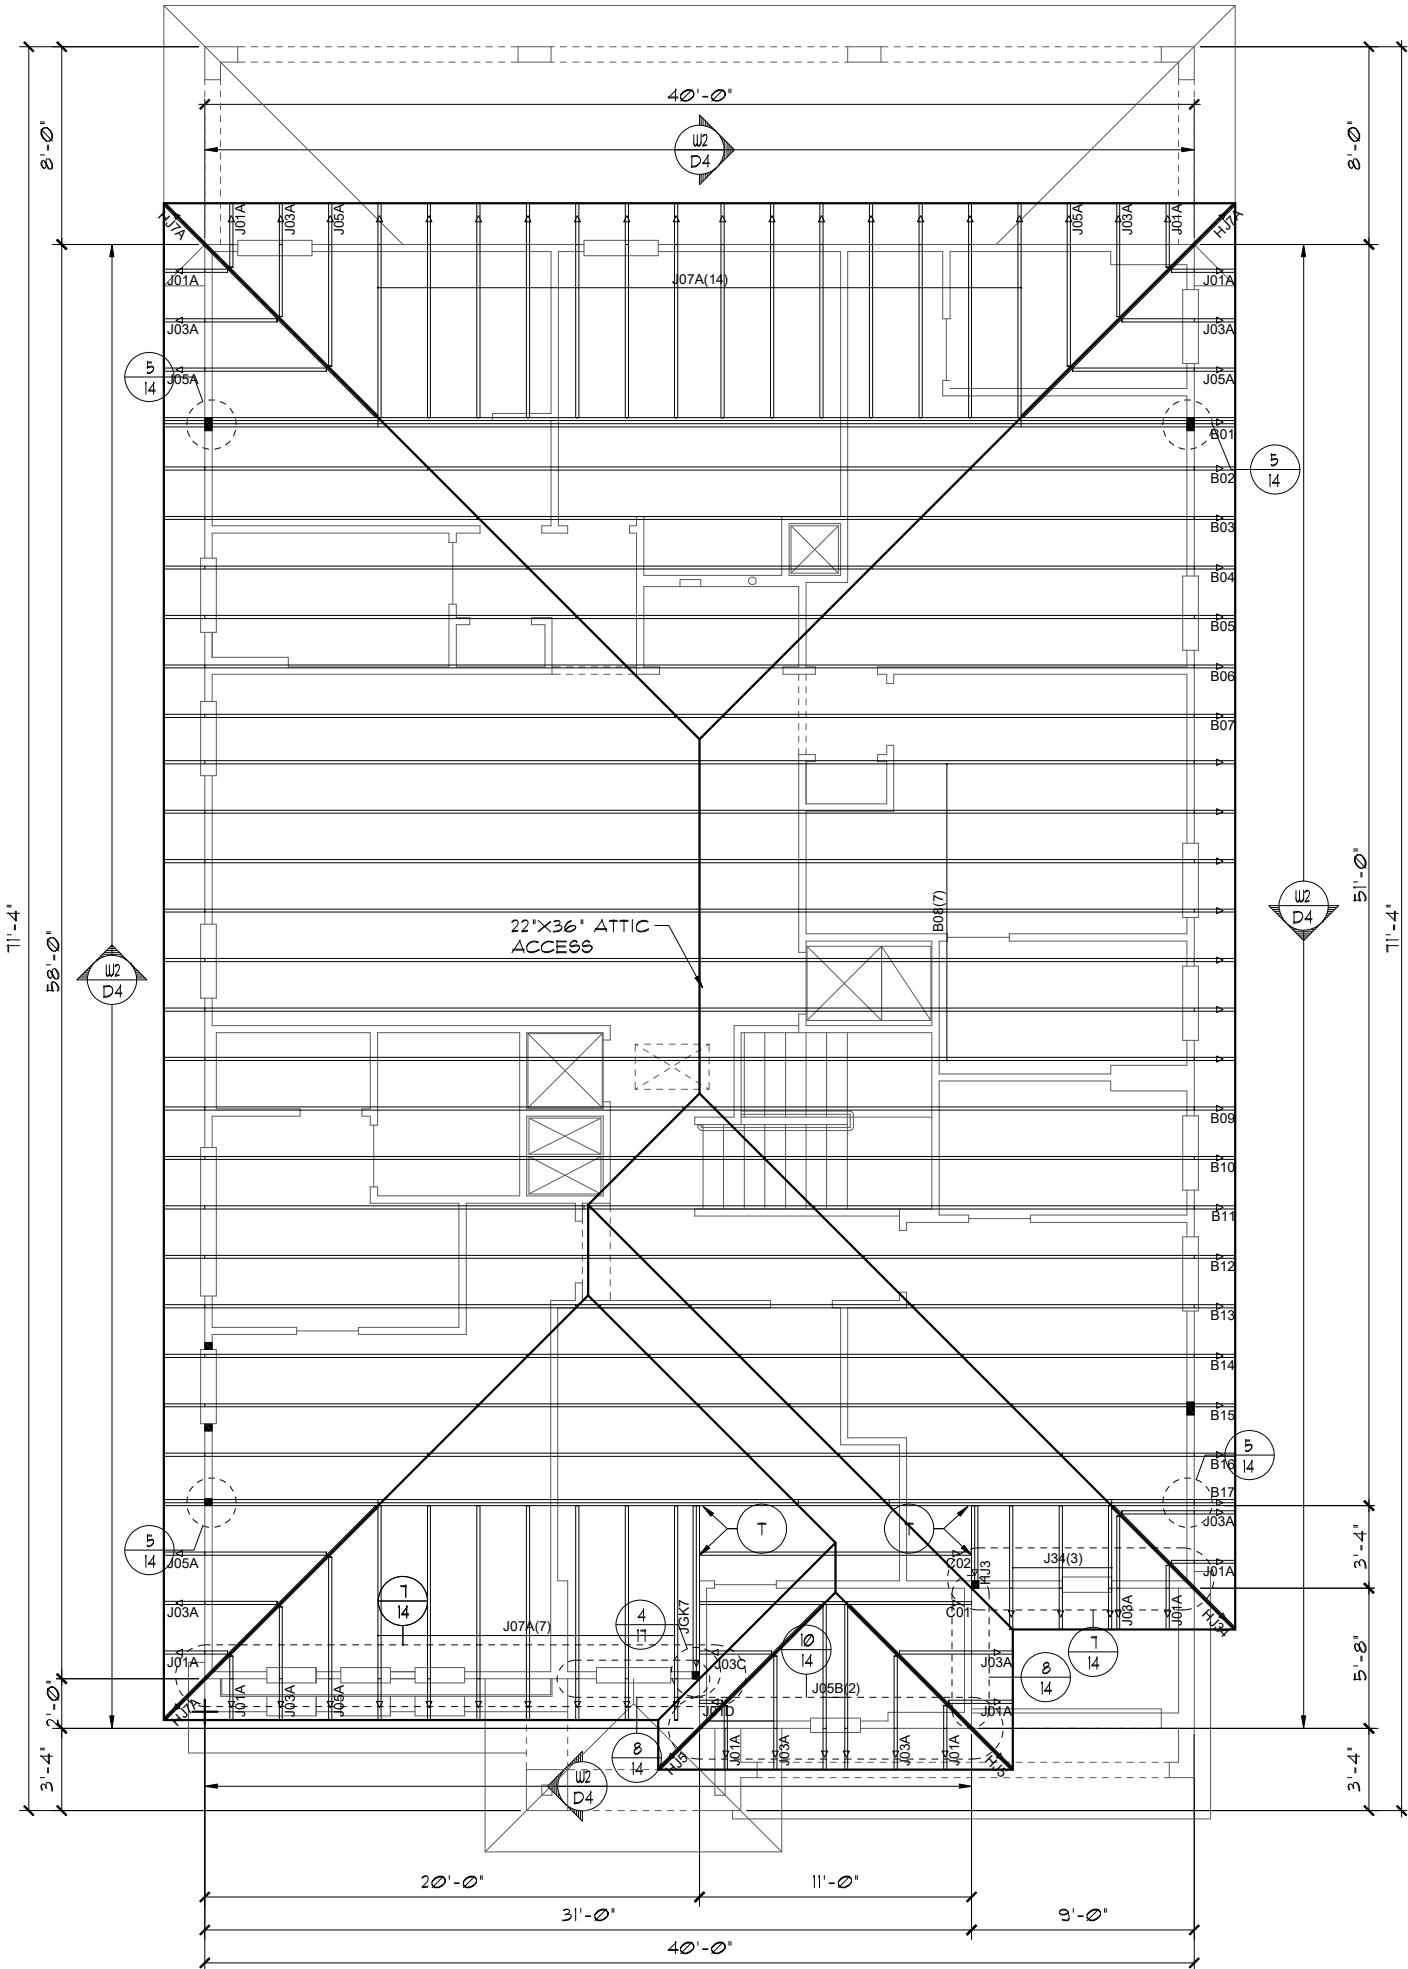 40'-0"
8'-0"
8'-0"
W2
D4
HJ7A
J01A
J03A
J05A
J05A
J03A
J01A
HJ7A
J01A
J01A
J03A
J03A
J07A(14)
J05A
J05A
5
14
B01
5
14
B02
B03
B04
B05
B06
B07
71'-4"
58'-0"
W2
D4
22"X36" ATTIC
ACCESS
B08(7)
W2
D4
51'-0"
71'-4"
B09
B10
B11
B12
B13
B14
B15
B16
5
14
B17
J03A
5
14
J05A
T
T
C02
HJ3
J34(3)
J01A
3'-4"
J03A
7
14
J07A(7)
4
17
JGK7
C01
J03A
J01A
HJ34
J01A
J03C
10
14
J03A
8
14
7
14
5'-8"
J05B(2)
2'-0"
HJ7A
J01A
J03A
J05A
J01D
J01A
3'-4"
8
14
HJ5
J01A
J03A
J03A
J01A
HJ5
3'-4"
W2
D4
20'-0"
11'-0"
31'-0"
9'-0"
40'-0"